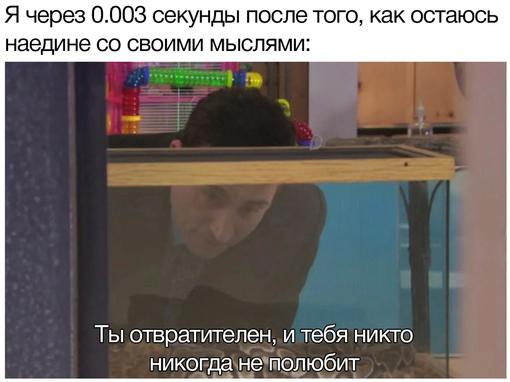 Я через 0.003 секунды после того, как остаюсь
наедине со своими мыслями:
Ты отвратителен, и тебя никто
никогда не полюбит